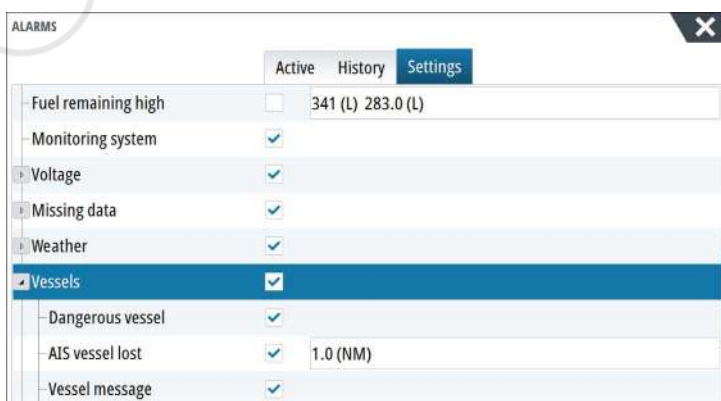 ALARMS
Active History Settings
Fuel remaining high 341 (L) 283.0 (L)
Monitoring system
Voltage
Missing data
Weather
Vessels
Dangerous vessel
AIS vessel lost 1.0 (NM)
Vessel message